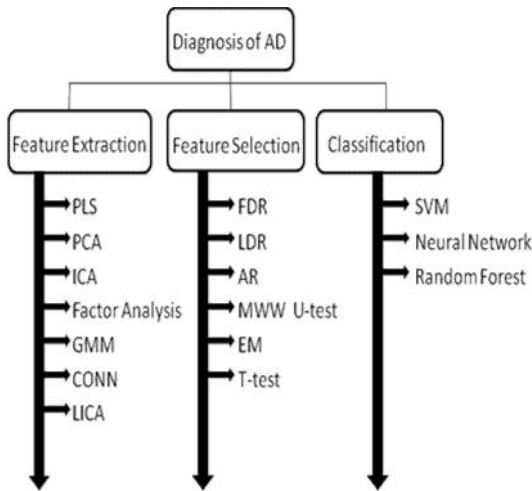 Diagnosis of AD
Feature Extraction
Feature Selection
Classification
PLS
PCA
ICA
Factor Analysis
GMM
CONN
LICA
FDR
LDR
AR
MWW U-test
EM
T-test
SVM
Neural Network
Random Forest